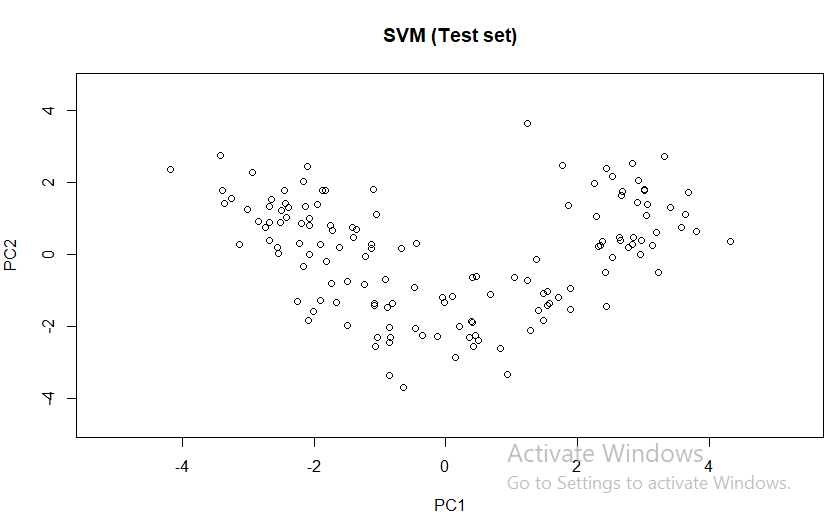 SVM (Test set)
4
2
0
-2
-4
PC2
-4
-2
0
2
4
PC1
Activate Windows
Go to Settings to activate Windows.